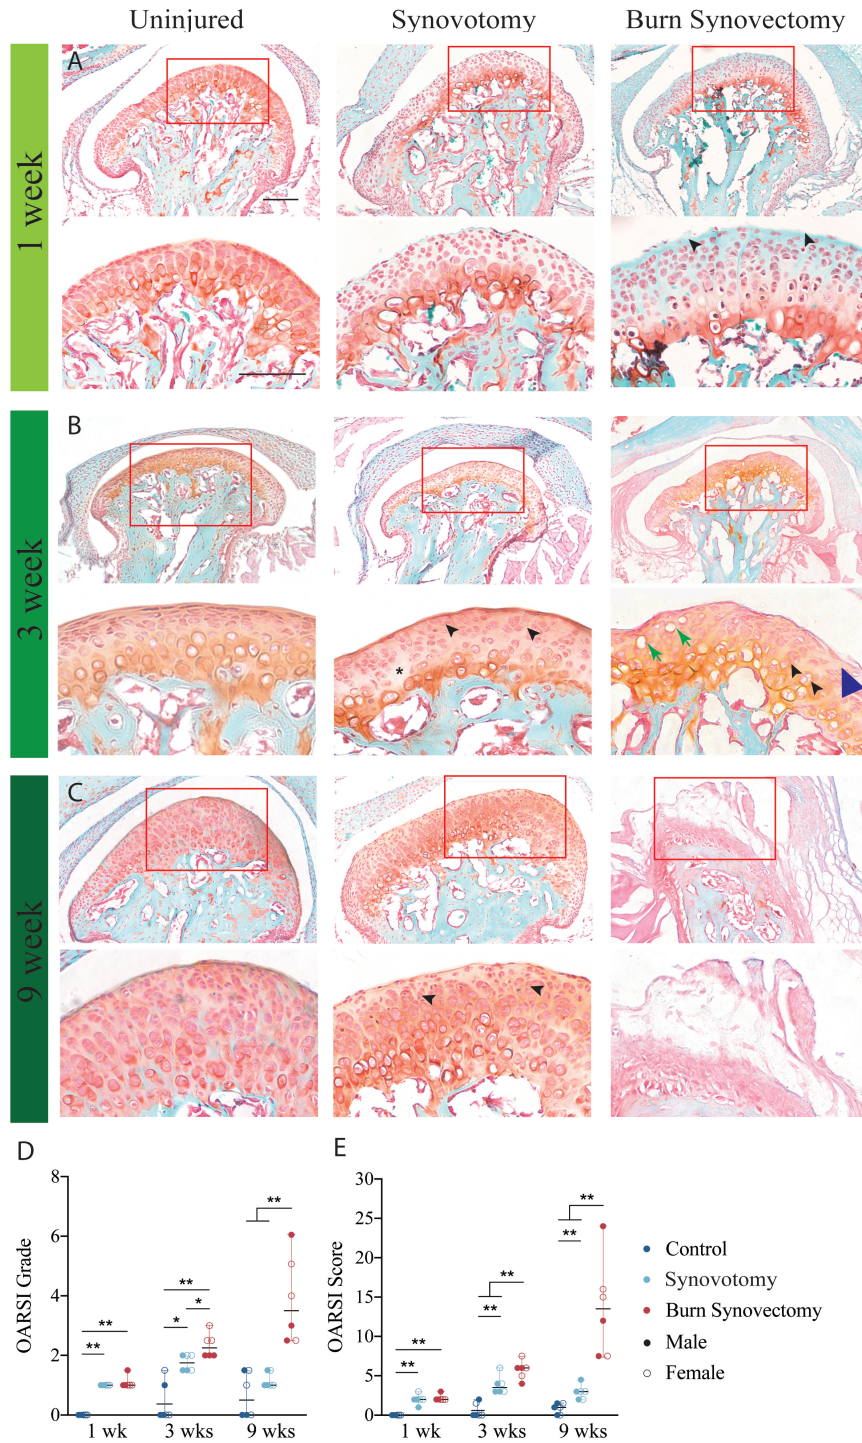 Uninjured
Synovotomy
Burn Synovectomy
1 week
A
3 week
B
*
9 week
C
D
OARSI Grade
8
6
4
2
0
**
**
**
*
*
**
1 wk
3 wks
9 wks
E
OARSI Score
30
25
20
15
10
5
0
**
**
**
**
**
**
1 wk
3 wks
9 wks
Control
Synovotomy
Burn Synovectomy
Male
Female